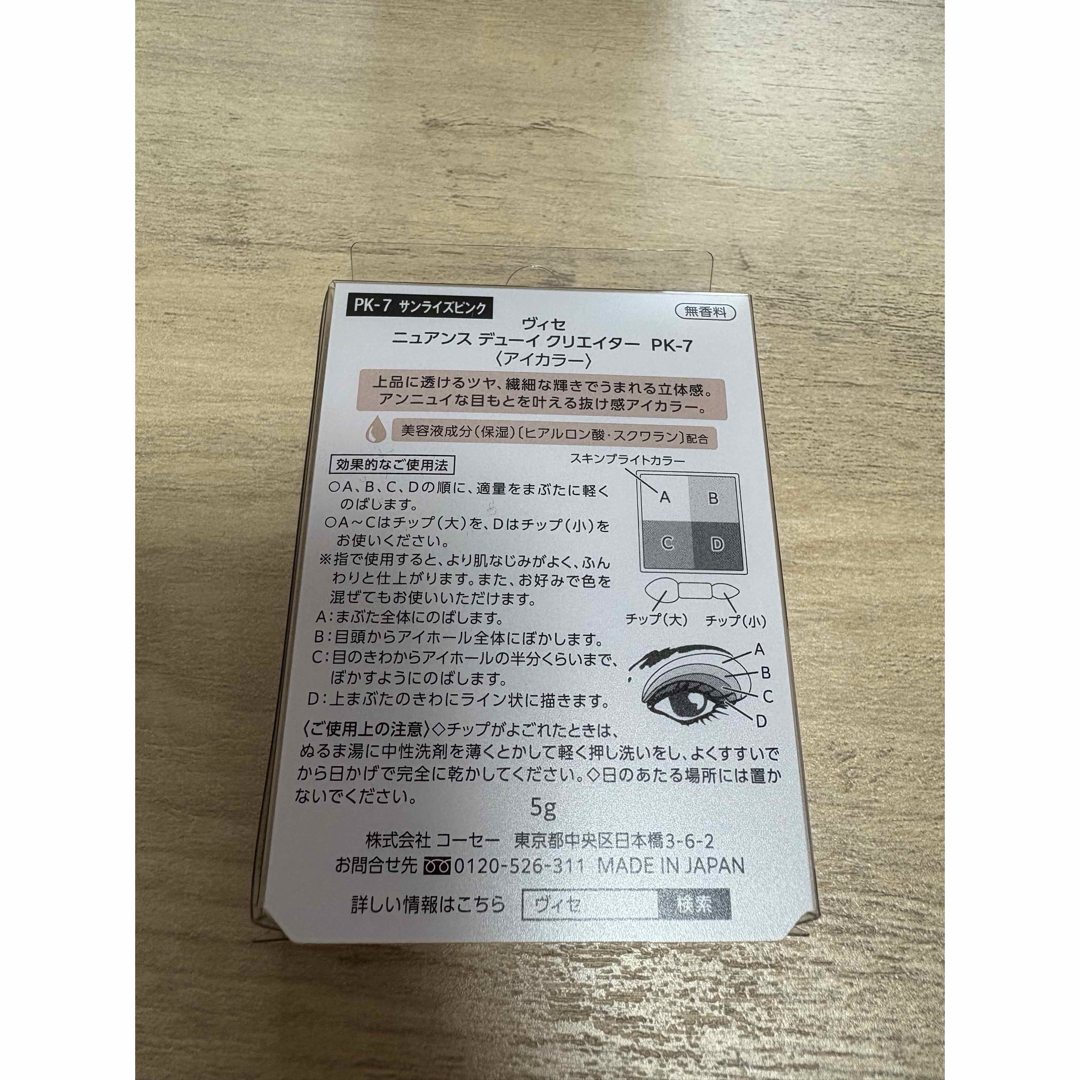 PK-7 サンライズピンク
無香料
ヴィセ
ニュアンス デューイ クリエイター PK-7
〈アイカラー〉
上品に透けるツヤ、繊細な輝きでうまれる立体感。
アンニュイな目もとを叶える抜け感アイカラー。
美容液成分(保湿)〔ヒアルロン酸・スクワラン〕配合
効果的なご使用法
○A、B、C、Dの順に、適量をまぶたに軽く
のばします。
○A~Cはチップ(大)を、Dはチップ(小)を
お使いください。
※指で使用すると、より肌なじみがよく、ふん
わりと仕上がります。また、お好みで色を
混ぜてもお使いいただけます。
A:まぶた全体にのばします。
B:目頭からアイホール全体にぼかします。
C:目のきわからアイホールの半分くらいまで、
ぼかすようにのばします。
D:上まぶたのきわにライン状に描きます。
スキンブライトカラー
A B
C D
チップ(大) チップ(小)
A
B
C
D
〈ご使用上の注意〉◇チップがよごれたときは、
ぬるま湯に中性洗剤を薄くとかして軽く押し洗いをし、よくすすいで
から日かげで完全に乾かしてください。◇日のあたる場所には置か
ないでください。
5g
株式会社 コーセー 東京都中央区日本橋3-6-2
お問合せ先 0120-526-311 MADE IN JAPAN
詳しい情報はこちら ヴィセ 検索